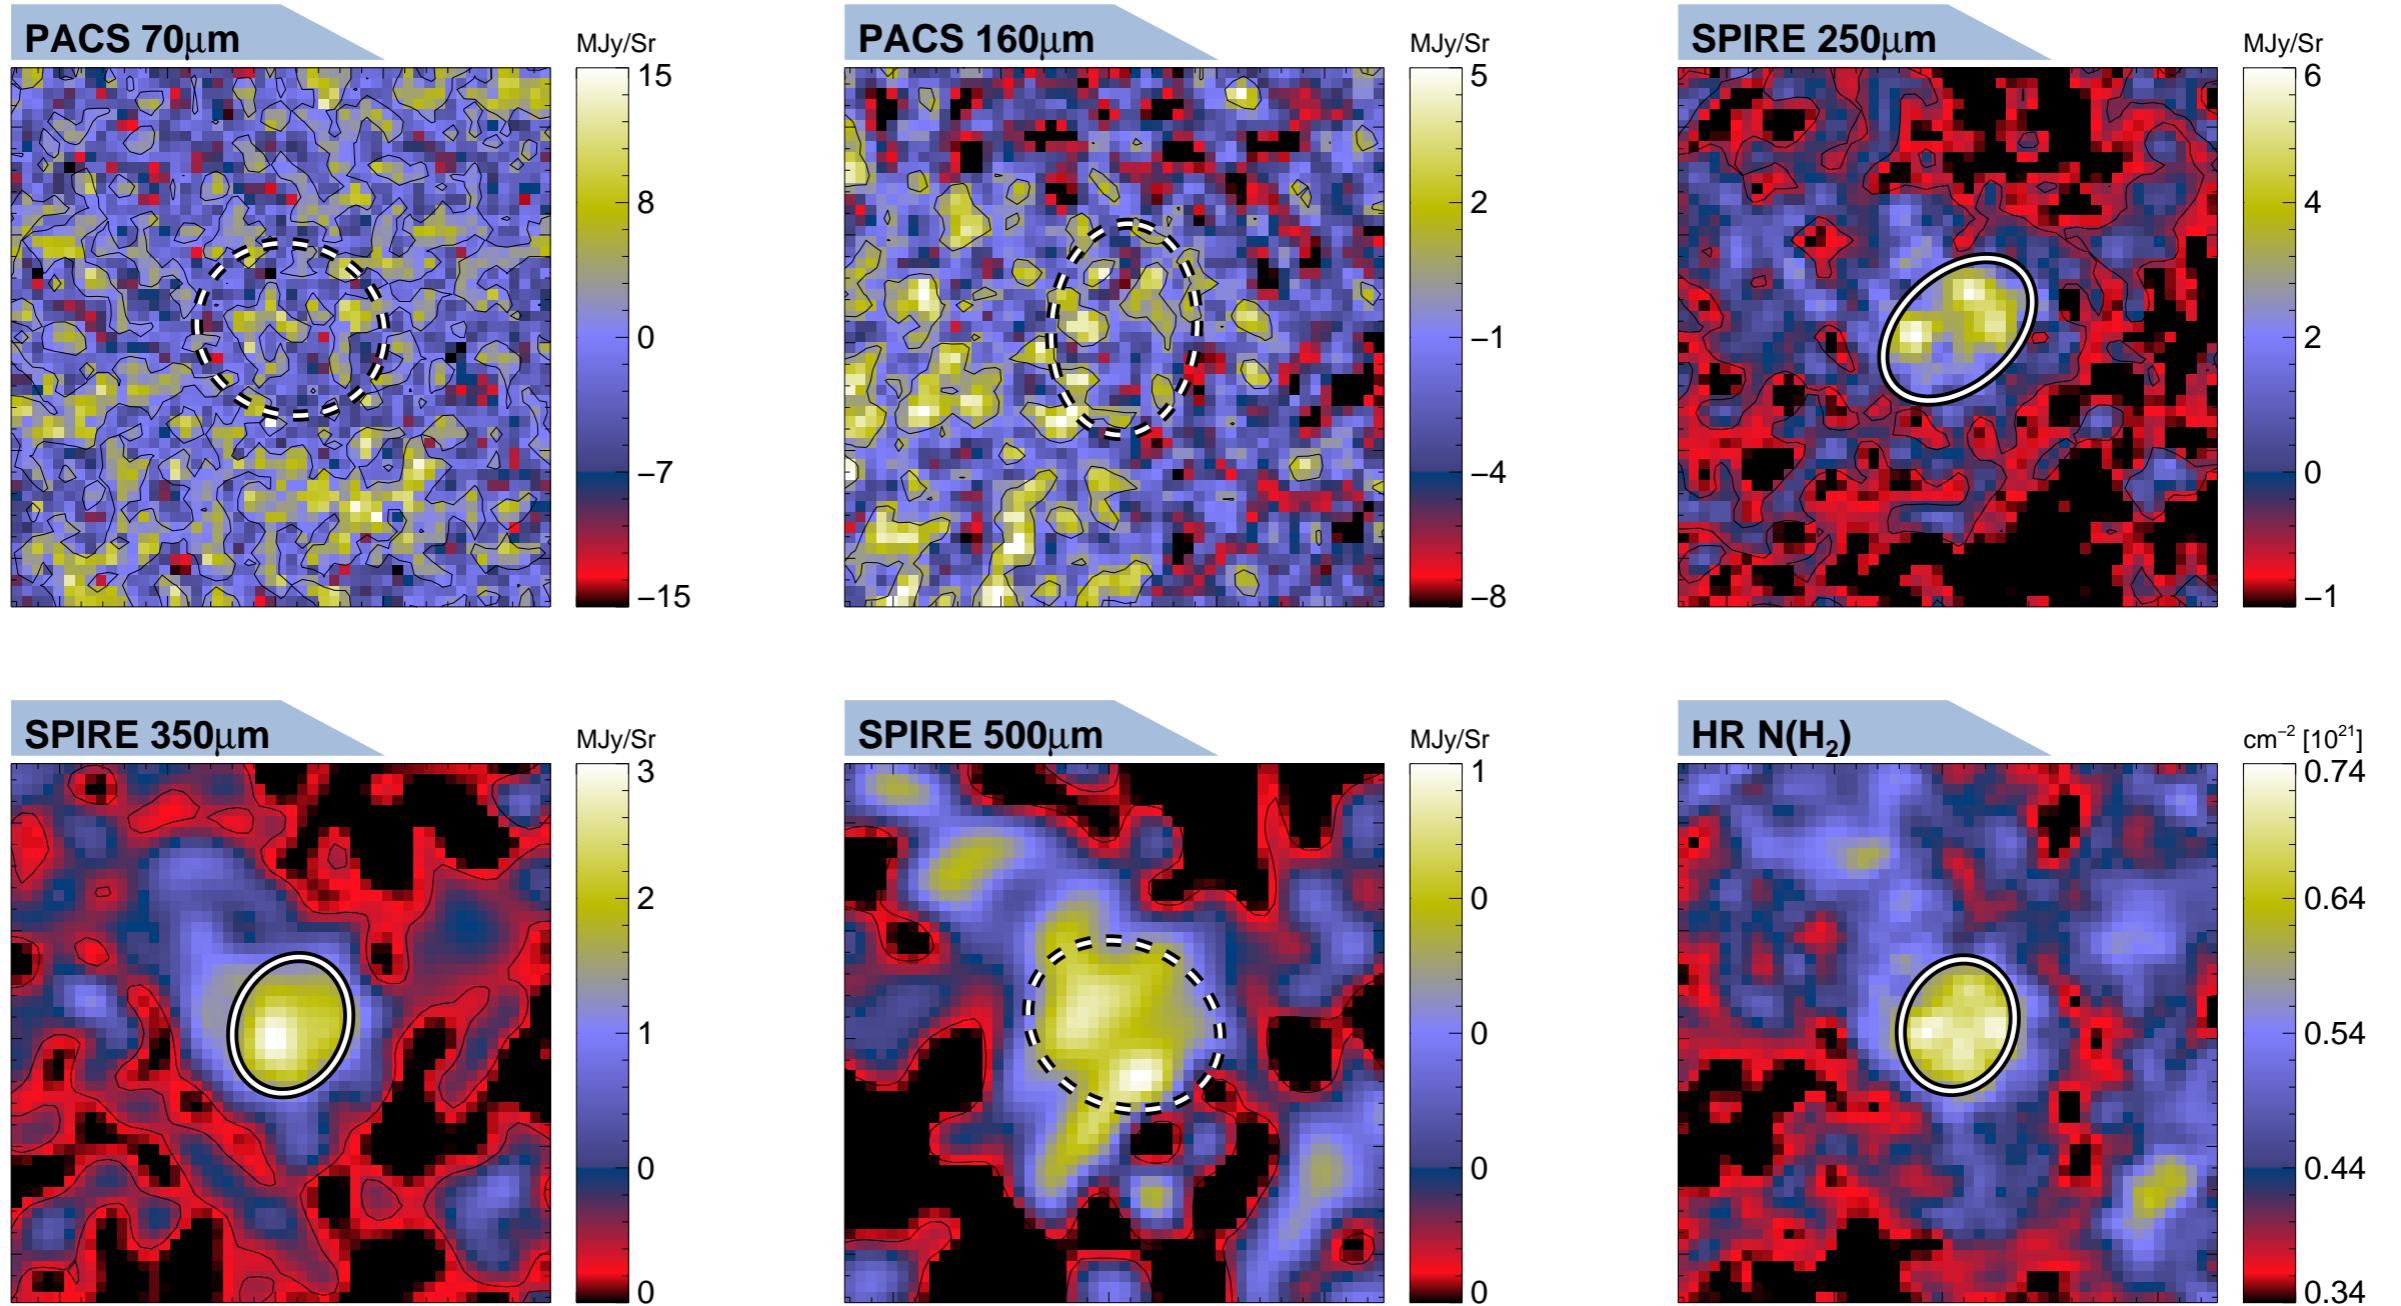 PACS 70μm
MJy/Sr
15
8
0
−7
−15
PACS 160μm
MJy/Sr
5
2
−1
−4
−8
SPIRE 250μm
MJy/Sr
6
4
2
0
−1
SPIRE 350μm
MJy/Sr
3
2
1
0
0
SPIRE 500μm
MJy/Sr
1
0
0
0
0
HR N(H₂)
cm⁻² [10²¹]
0.74
0.64
0.54
0.44
0.34